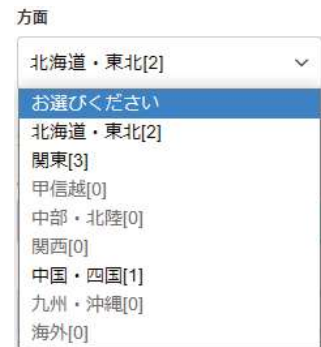 方面
北海道・東北[2]
お選びください
北海道・東北[2]
関東[3]
甲信越[0]
中部・北陸[0]
関西[0]
中国・四国[1]
九州・沖縄[0]
海外[0]